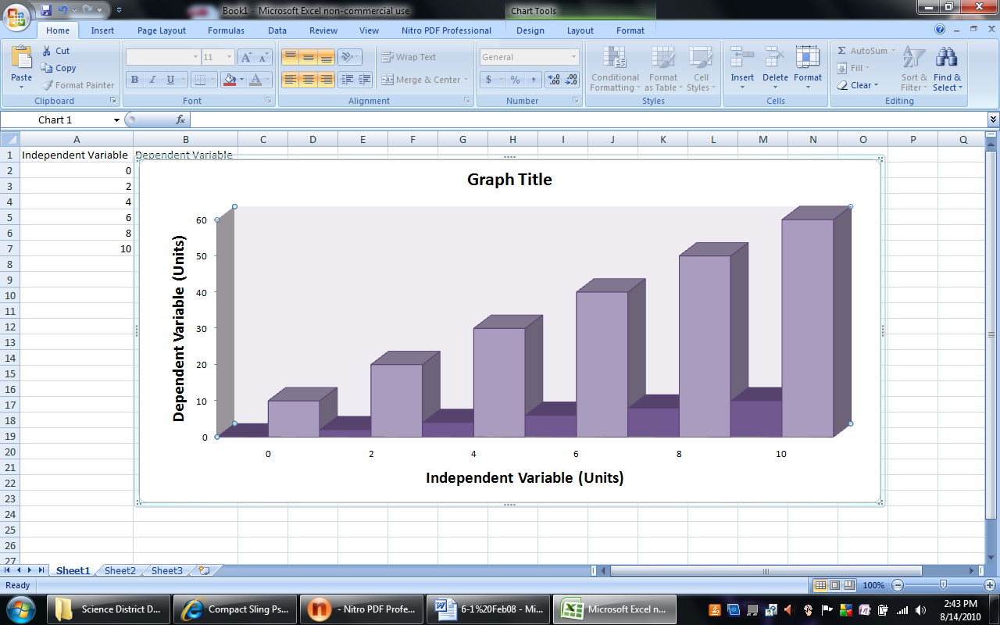 Book1 - Microsoft Excel non-commercial use
Chart Tools
Home Insert Page Layout Formulas Data Review View Nitro PDF Professional Design Layout Format
Paste
Cut
Copy
Format Painter
Clipboard
11
A A
B I U A
Font
Wrap Text
Merge & Center
Alignment
General
$ % ,
Number
Conditional Formatting
Format as Table
Cell Styles
Styles
Insert Delete Format
Cells
Σ AutoSum
Fill
Clear
Sort & Filter
Find & Select
Editing
Chart 1
fx
A B C D E F G H I J K L M N O P Q
1 Independent Variable Dependent Variable
2 0
3 2
4 4
5 6
6 8
7 10
8
9
10
11
12
13
14
15
16
17
18
19
20
21
22
23
24
25
26
27
Graph Title
Dependent Variable (Units)
60
50
40
30
20
10
0
0 2 4 6 8 10
Independent Variable (Units)
Sheet1 Sheet2 Sheet3
Ready
100%
Science District D...
Compact Sling Ps...
- Nitro PDF Profe...
6-1%20Feb08 - Mi...
Microsoft Excel n...
2:43 PM
8/14/2010